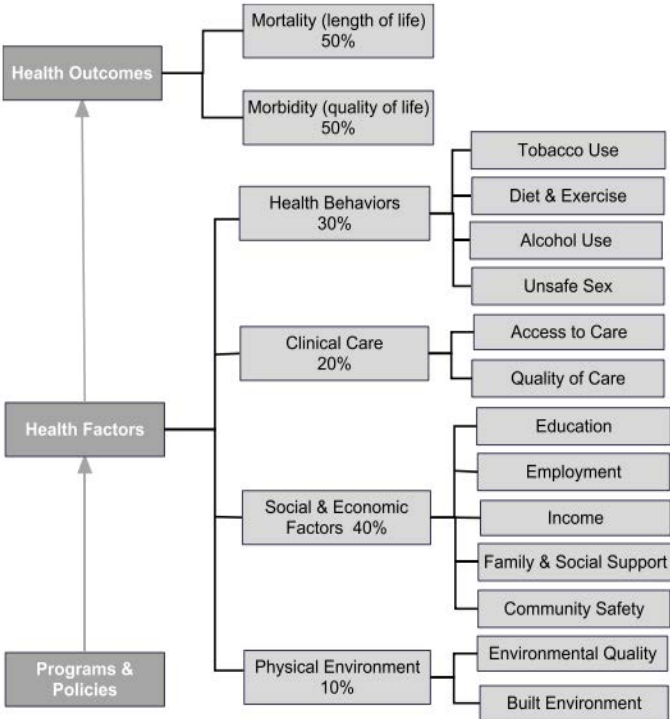 Mortality (length of life)
50%
Health Outcomes
Morbidity (quality of life)
50%
Tobacco Use
Health Behaviors
30%
Diet & Exercise
Alcohol Use
Unsafe Sex
Clinical Care
20%
Access to Care
Quality of Care
Health Factors
Education
Employment
Social & Economic
Factors 40%
Income
Family & Social Support
Community Safety
Programs &
Policies
Physical Environment
10%
Environmental Quality
Built Environment